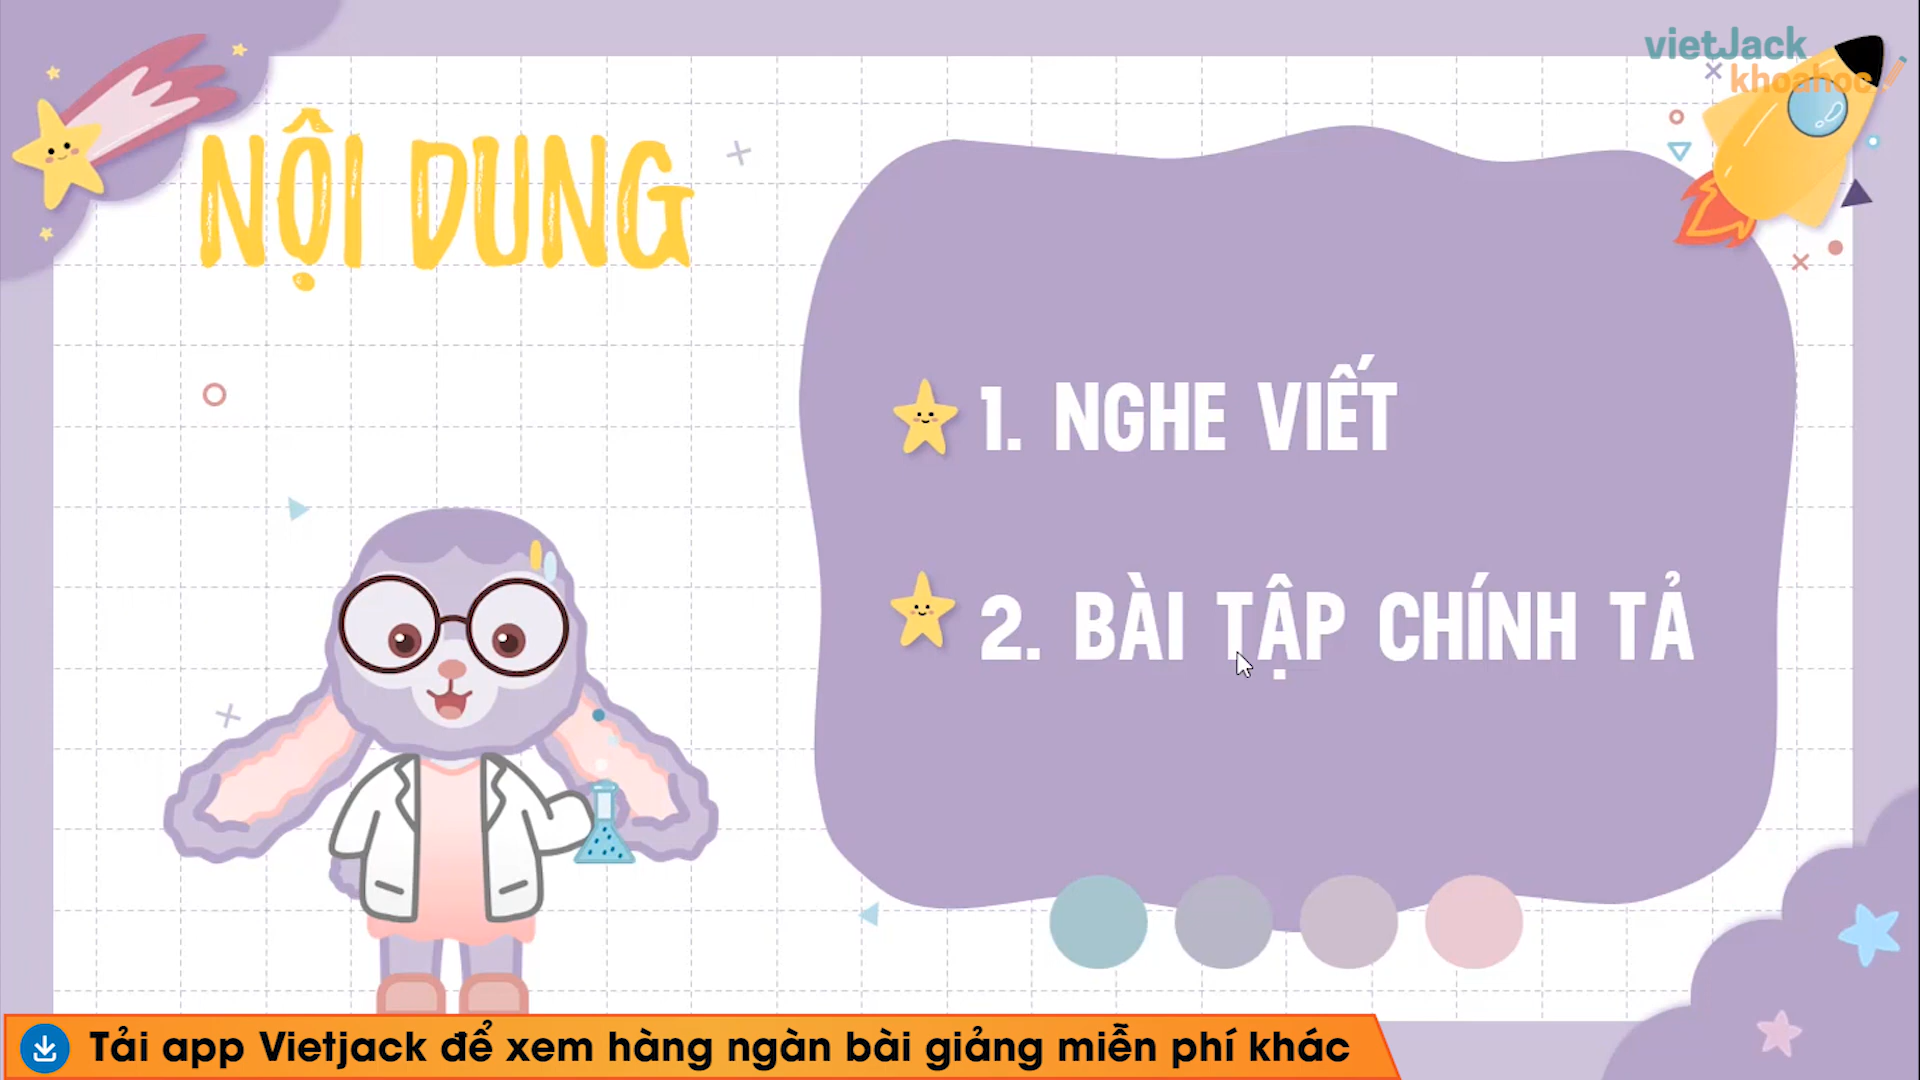 vietJack
khoahoc
NỘI DUNG
1. NGHE VIẾT
2. BÀI TẬP CHÍNH TẢ
Tải app Vietjack để xem hàng ngàn bài giảng miễn phí khác